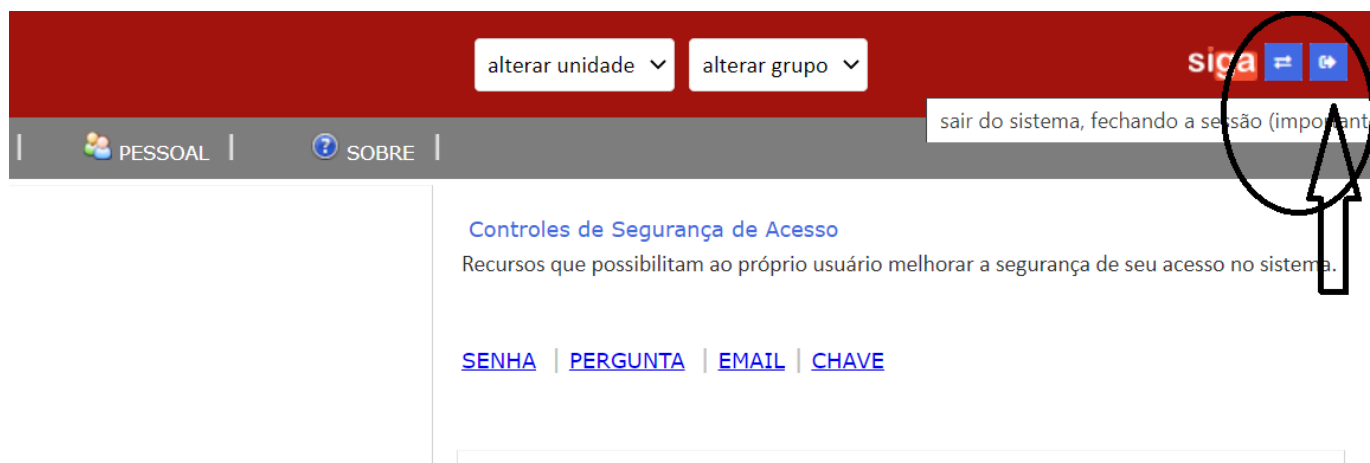 alterar unidade alterar grupo siga
sair do sistema, fechando a sessão (important
PESSOAL | SOBRE |
Controles de Segurança de Acesso
Recursos que possibilitam ao próprio usuário melhorar a segurança de seu acesso no sistema.
SENHA | PERGUNTA | EMAIL | CHAVE